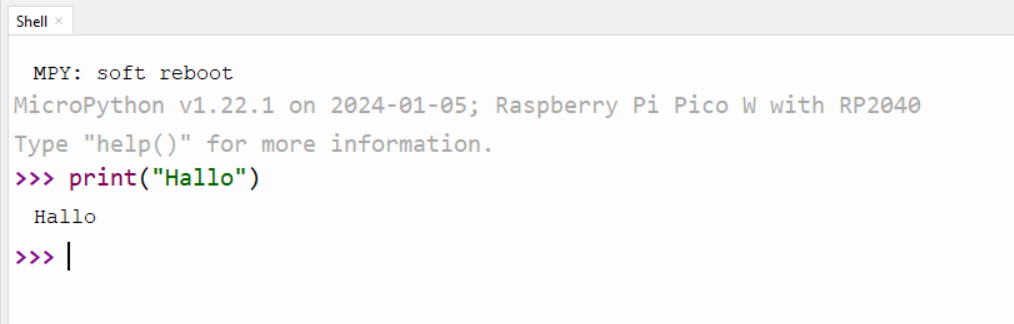 Shell ×
MPY: soft reboot
MicroPython v1.22.1 on 2024-01-05; Raspberry Pi Pico W with RP2040
Type "help()" for more information.
>>> print("Hallo")
Hallo
>>>